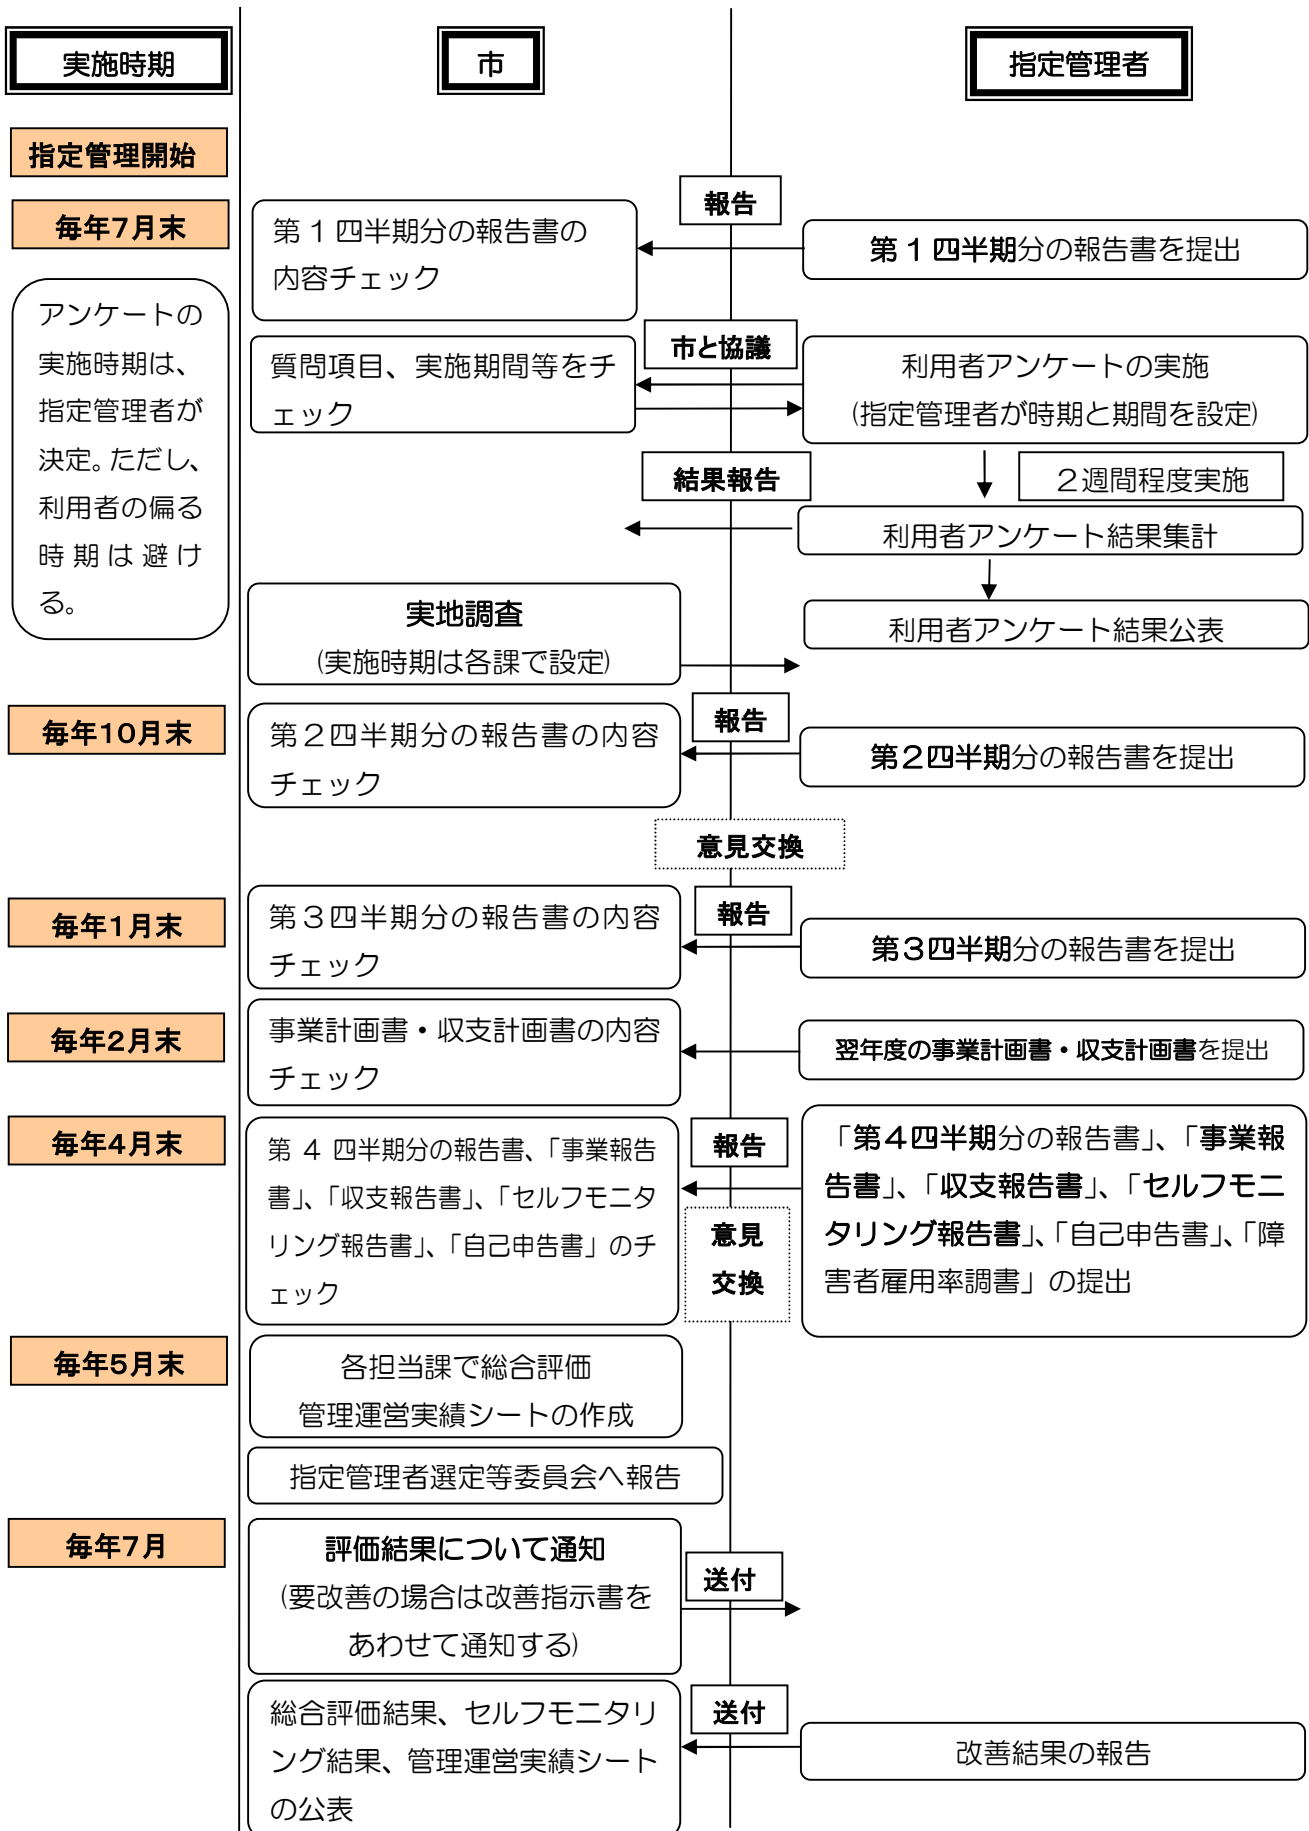 実施時期
市
指定管理者
指定管理開始
毎年7月末
報告
第１四半期分の報告書の
内容チェック
第１四半期分の報告書を提出
アンケートの
実施時期は、
指定管理者が
決定。ただし、
利用者の偏る
時期は避け
る。
市と協議
質問項目、実施期間等をチ
ェック
利用者アンケートの実施
(指定管理者が時期と期間を設定)
結果報告
２週間程度実施
利用者アンケート結果集計
実地調査
(実施時期は各課で設定)
利用者アンケート結果公表
毎年10月末
報告
第２四半期分の報告書の内容
チェック
第２四半期分の報告書を提出
意見交換
毎年1月末
報告
第３四半期分の報告書の内容
チェック
第３四半期分の報告書を提出
毎年2月末
事業計画書・収支計画書の内容
チェック
翌年度の事業計画書・収支計画書を提出
毎年4月末
第４四半期分の報告書、「事業報告
書」、「収支報告書」、「セルフモニタ
リング報告書」、「自己申告書」のチ
ェック
報告
意見
交換
「第４四半期分の報告書」、「事業報
告書」、「収支報告書」、「セルフモニ
タリング報告書」、「自己申告書」、「障
害者雇用率調書」の提出
毎年5月末
各担当課で総合評価
管理運営実績シートの作成
指定管理者選定等委員会へ報告
毎年7月
評価結果について通知
(要改善の場合は改善指示書を
あわせて通知する)
送付
総合評価結果、セルフモニタリ
ング結果、管理運営実績シート
の公表
送付
改善結果の報告